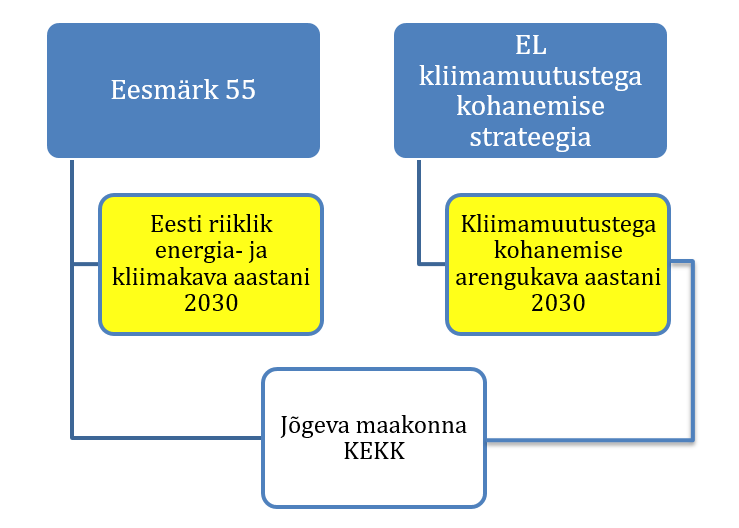 Eesmärk 55
EL
kliimamuutustega
kohanemise
strateegia
Eesti riiklik
energia- ja
kliimakava aastani
2030
Kliimamuutustega
kohanemise
arengukava aastani
2030
Jõgeva maakonna
KEKK